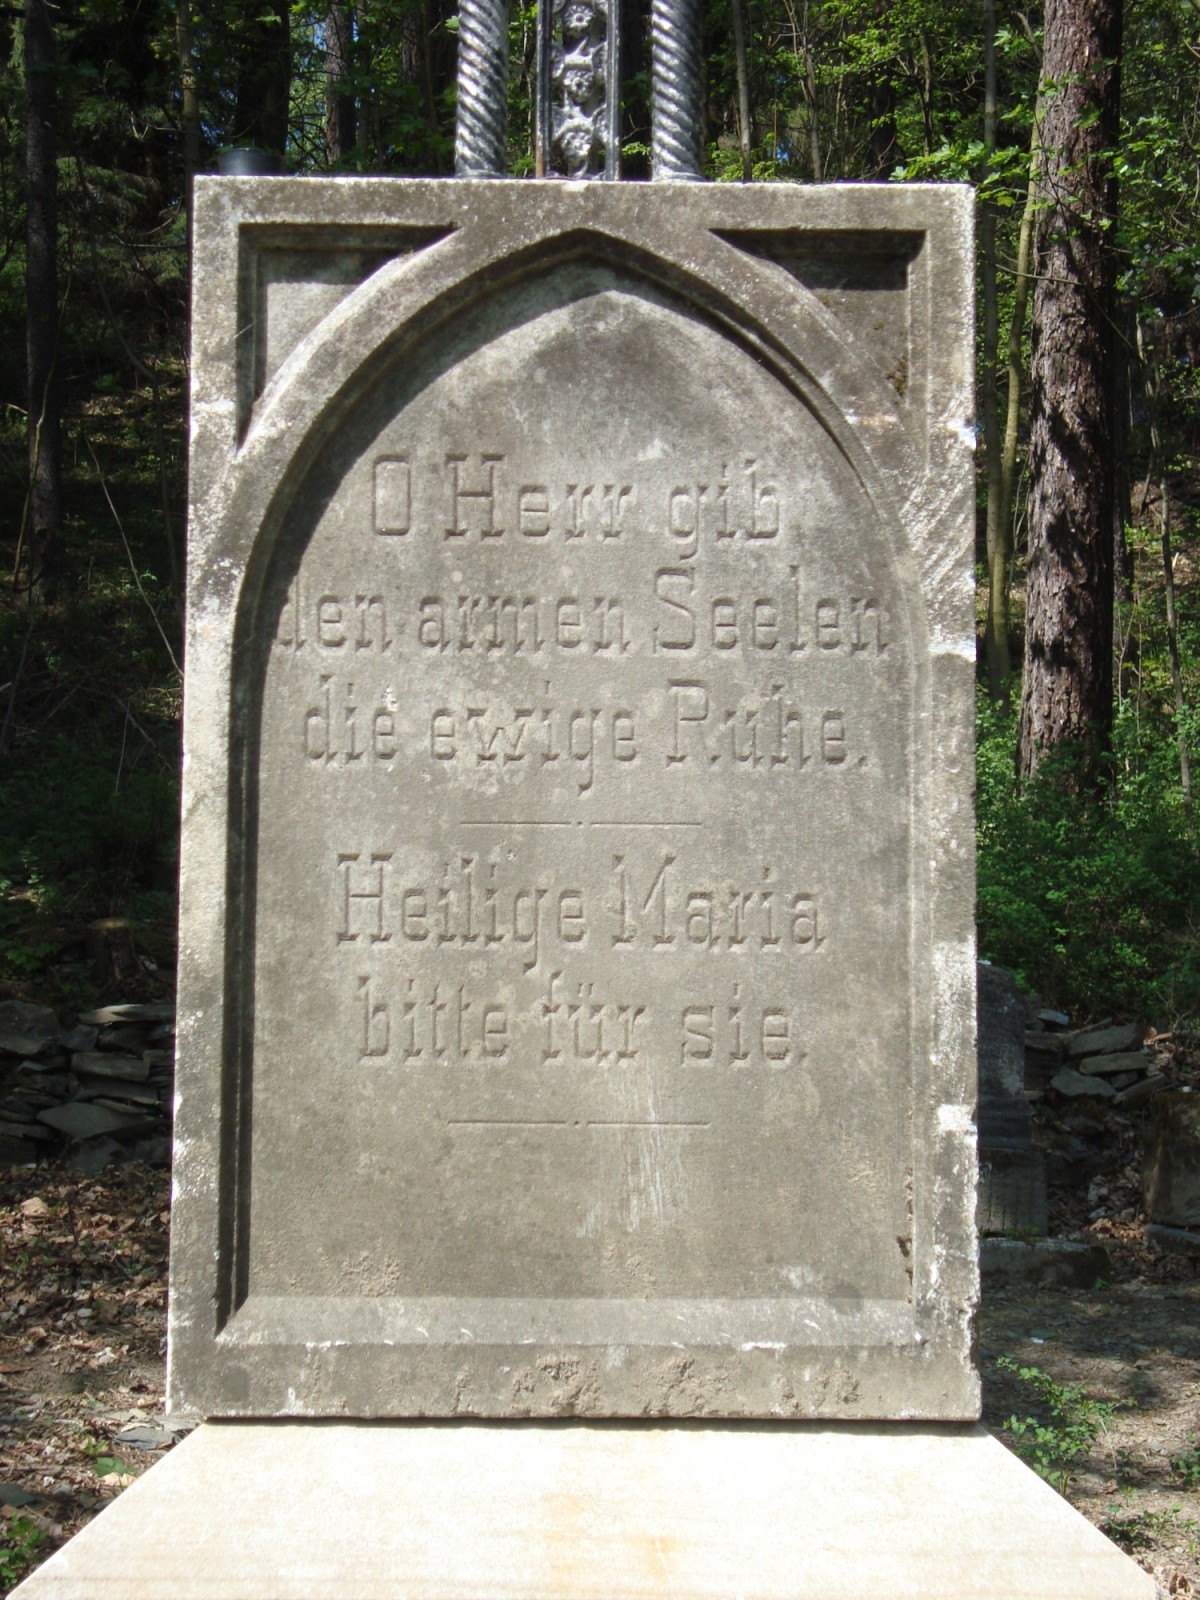 O Herr gib
den armen Seelen
die ewige Ruhe.
Heilige Maria
bitte für sie.